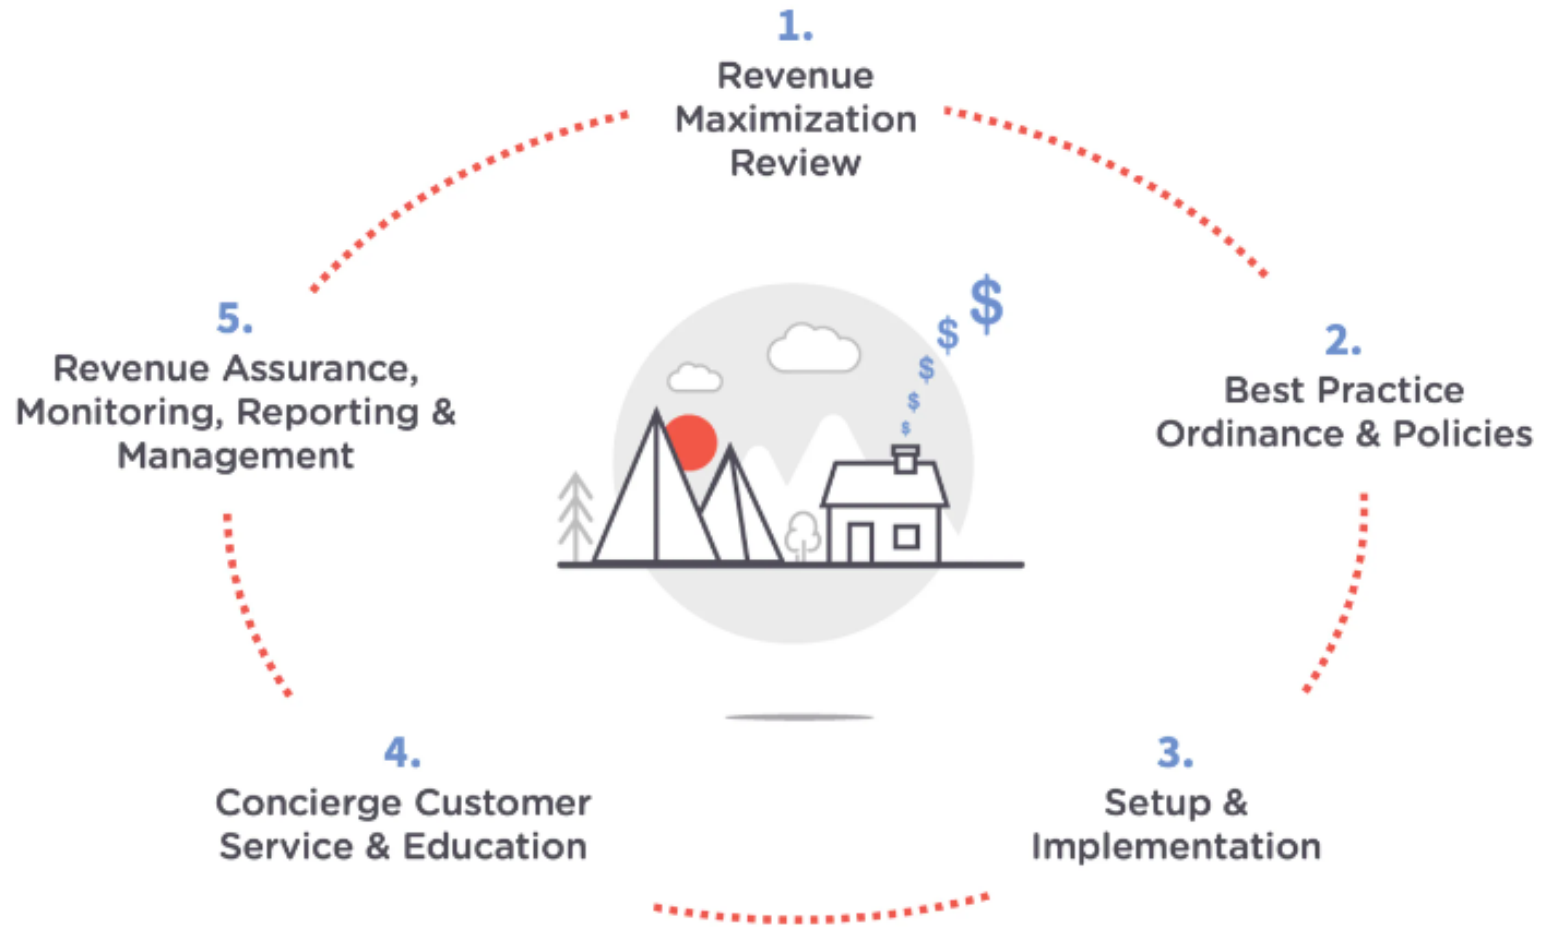 1.
Revenue
Maximization
Review
2.
Best Practice
Ordinance & Policies
3.
Setup &
Implementation
4.
Concierge Customer
Service & Education
5.
Revenue Assurance,
Monitoring, Reporting &
Management
$
$
$
$
$